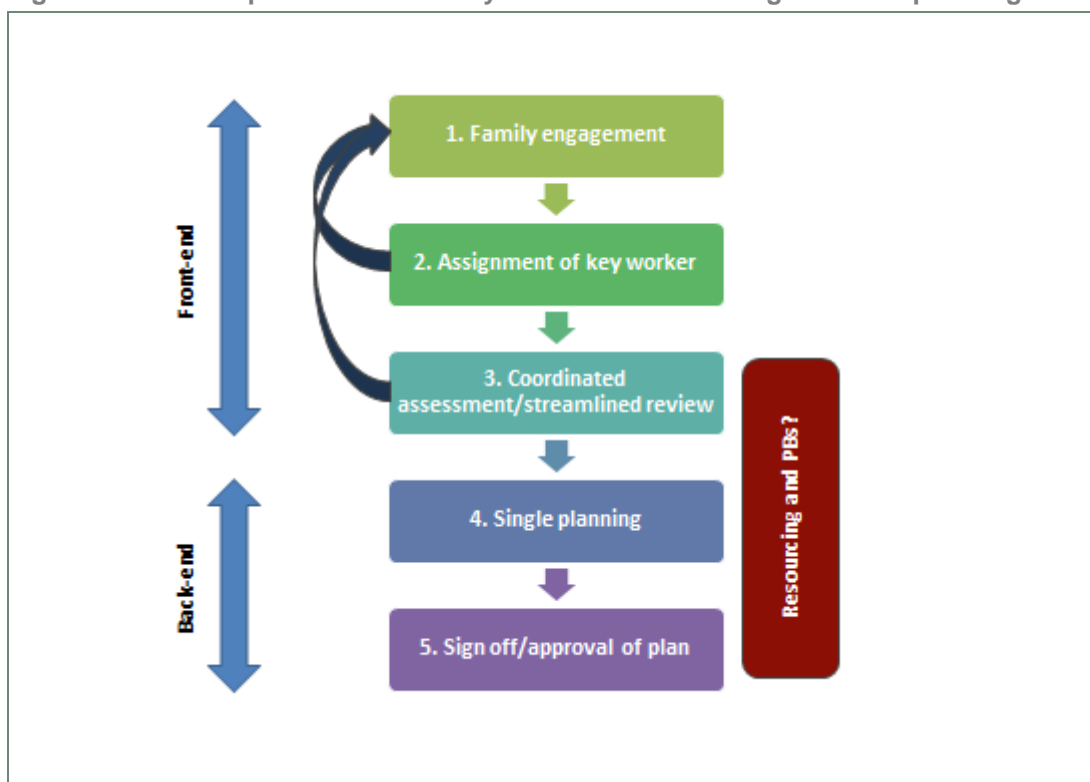 1. Family engagement
2. Assignment of key worker
3. Coordinated
assessment/streamlined review
4. Single planning
5. Sign off/approval of plan
Front-end
Back-end
Resourcing and PBs?